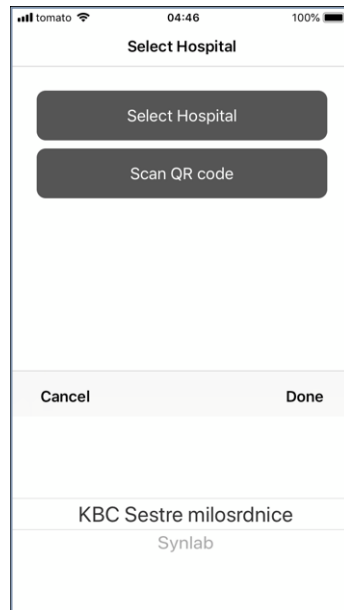 tomato 04:46 100%
Select Hospital
Select Hospital
Scan QR code
Cancel Done
KBC Sestre milosrdnice
Synlab